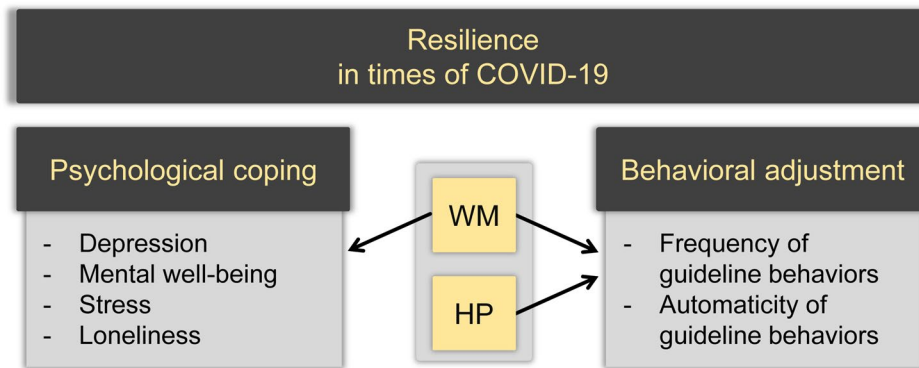 Resilience
in times of COVID-19
Psychological coping
- Depression
- Mental well-being
- Stress
- Loneliness
WM
HP
Behavioral adjustment
- Frequency of
guideline behaviors
- Automaticity of
guideline behaviors